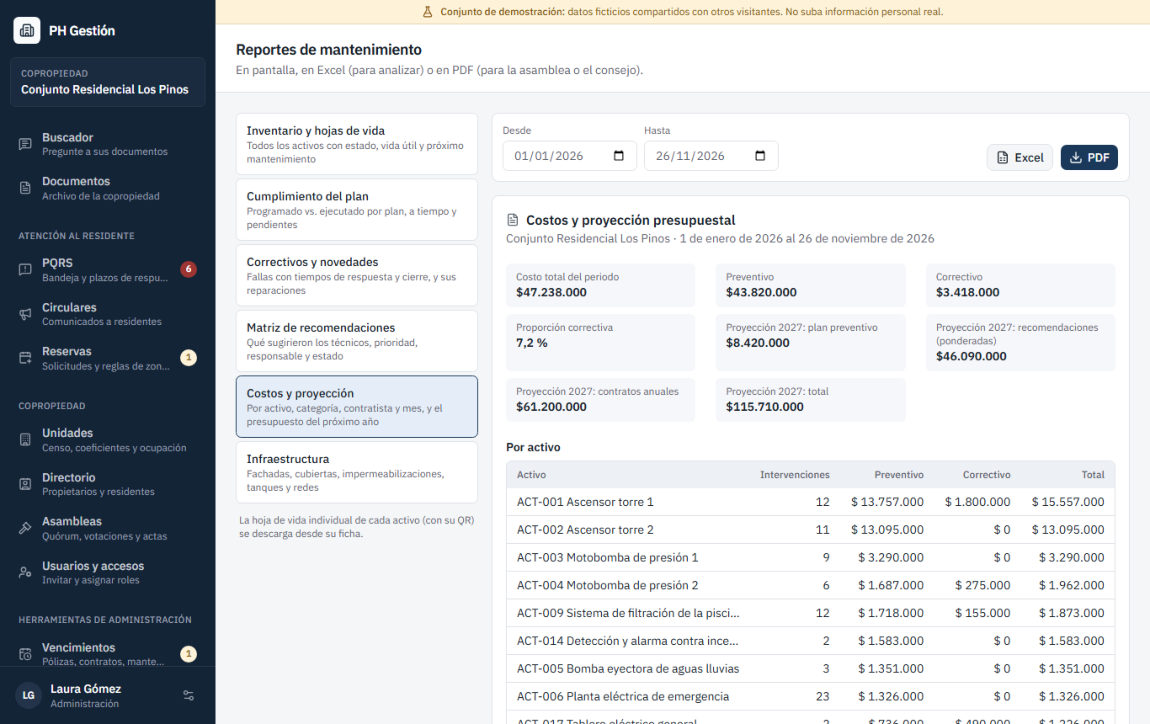 Conjunto de demostración: datos ficticios compartidos con otros visitantes. No suba información personal real.
PH Gestión
COPROPIEDAD
Conjunto Residencial Los Pinos
Buscador
Pregunte a sus documentos
Documentos
Archivo de la copropiedad
ATENCIÓN AL RESIDENTE
PQRS
Bandeja y plazos de respu...
6
Circulares
Comunicados a residentes
Reservas
Solicitudes y reglas de zon...
1
COPROPIEDAD
Unidades
Censo, coeficientes y ocupación
Directorio
Propietarios y residentes
Asambleas
Quórum, votaciones y actas
Usuarios y accesos
Invitar y asignar roles
HERRAMIENTAS DE ADMINISTRACIÓN
Vencimientos
Pólizas, contratos, mante...
1
LG
Laura Gómez
Administración
Reportes de mantenimiento
En pantalla, en Excel (para analizar) o en PDF (para la asamblea o el consejo).
Inventario y hojas de vida
Todos los activos con estado, vida útil y próximo
mantenimiento
Cumplimiento del plan
Programado vs. ejecutado por plan, a tiempo y
pendientes
Correctivos y novedades
Fallas con tiempos de respuesta y cierre, y sus
reparaciones
Matriz de recomendaciones
Qué sugirieron los técnicos, prioridad,
responsable y estado
Costos y proyección
Por activo, categoría, contratista y mes, y el
presupuesto del próximo año
Infraestructura
Fachadas, cubiertas, impermeabilizaciones,
tanques y redes
La hoja de vida individual de cada activo (con su QR)
se descarga desde su ficha.
Desde Hasta
01/01/2026 26/11/2026
Excel PDF
Costos y proyección presupuestal
Conjunto Residencial Los Pinos · 1 de enero de 2026 al 26 de noviembre de 2026
Costo total del periodo
$47.238.000
Preventivo
$43.820.000
Correctivo
$3.418.000
Proporción correctiva
7,2 %
Proyección 2027: plan preventivo
$8.420.000
Proyección 2027: recomendaciones
(ponderadas)
$46.090.000
Proyección 2027: contratos anuales
$61.200.000
Proyección 2027: total
$115.710.000
Por activo
Activo Intervenciones Preventivo Correctivo Total
ACT-001 Ascensor torre 1 12 $ 13.757.000 $ 1.800.000 $ 15.557.000
ACT-002 Ascensor torre 2 11 $ 13.095.000 $ 0 $ 13.095.000
ACT-003 Motobomba de presión 1 9 $ 3.290.000 $ 0 $ 3.290.000
ACT-004 Motobomba de presión 2 6 $ 1.687.000 $ 275.000 $ 1.962.000
ACT-009 Sistema de filtración de la pisci... 12 $ 1.718.000 $ 155.000 $ 1.873.000
ACT-014 Detección y alarma contra ince... 2 $ 1.583.000 $ 0 $ 1.583.000
ACT-005 Bomba eyectora de aguas lluvias 3 $ 1.351.000 $ 0 $ 1.351.000
ACT-006 Planta eléctrica de emergencia 23 $ 1.326.000 $ 0 $ 1.326.000
ACT-017 Tablero eléctrico general